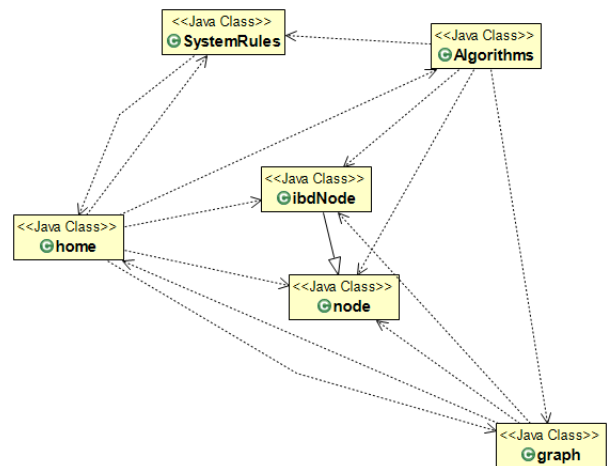 <<Java Class>>
SystemRules
<<Java Class>>
Algorithms
<<Java Class>>
ibdNode
<<Java Class>>
home
<<Java Class>>
node
<<Java Class>>
graph